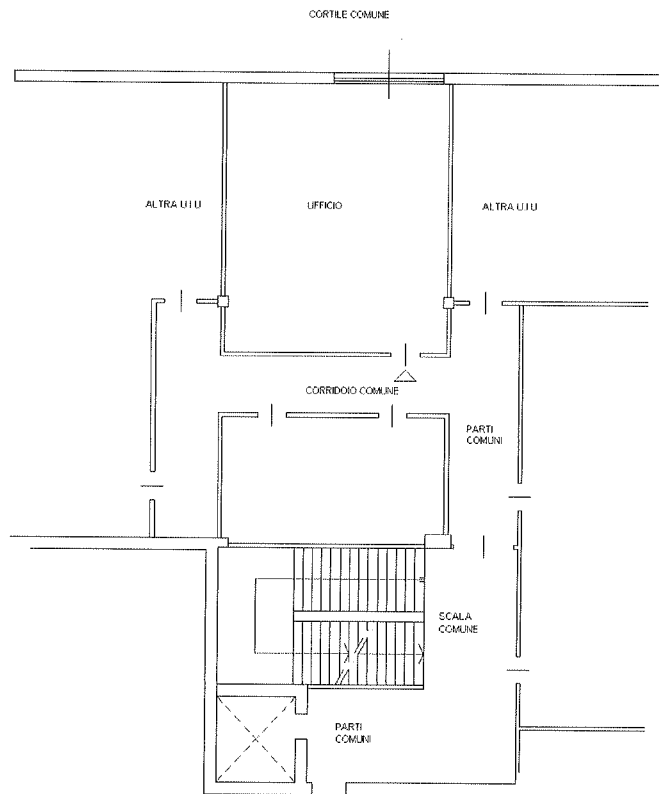 CORTILE COMUNE
ALTRA U.I.U
UFFICIO
ALTRA U.I.U
CORRIDOIO COMUNE
PARTI
COMUNI
SCALA
COMUNE
PARTI
COMUNI